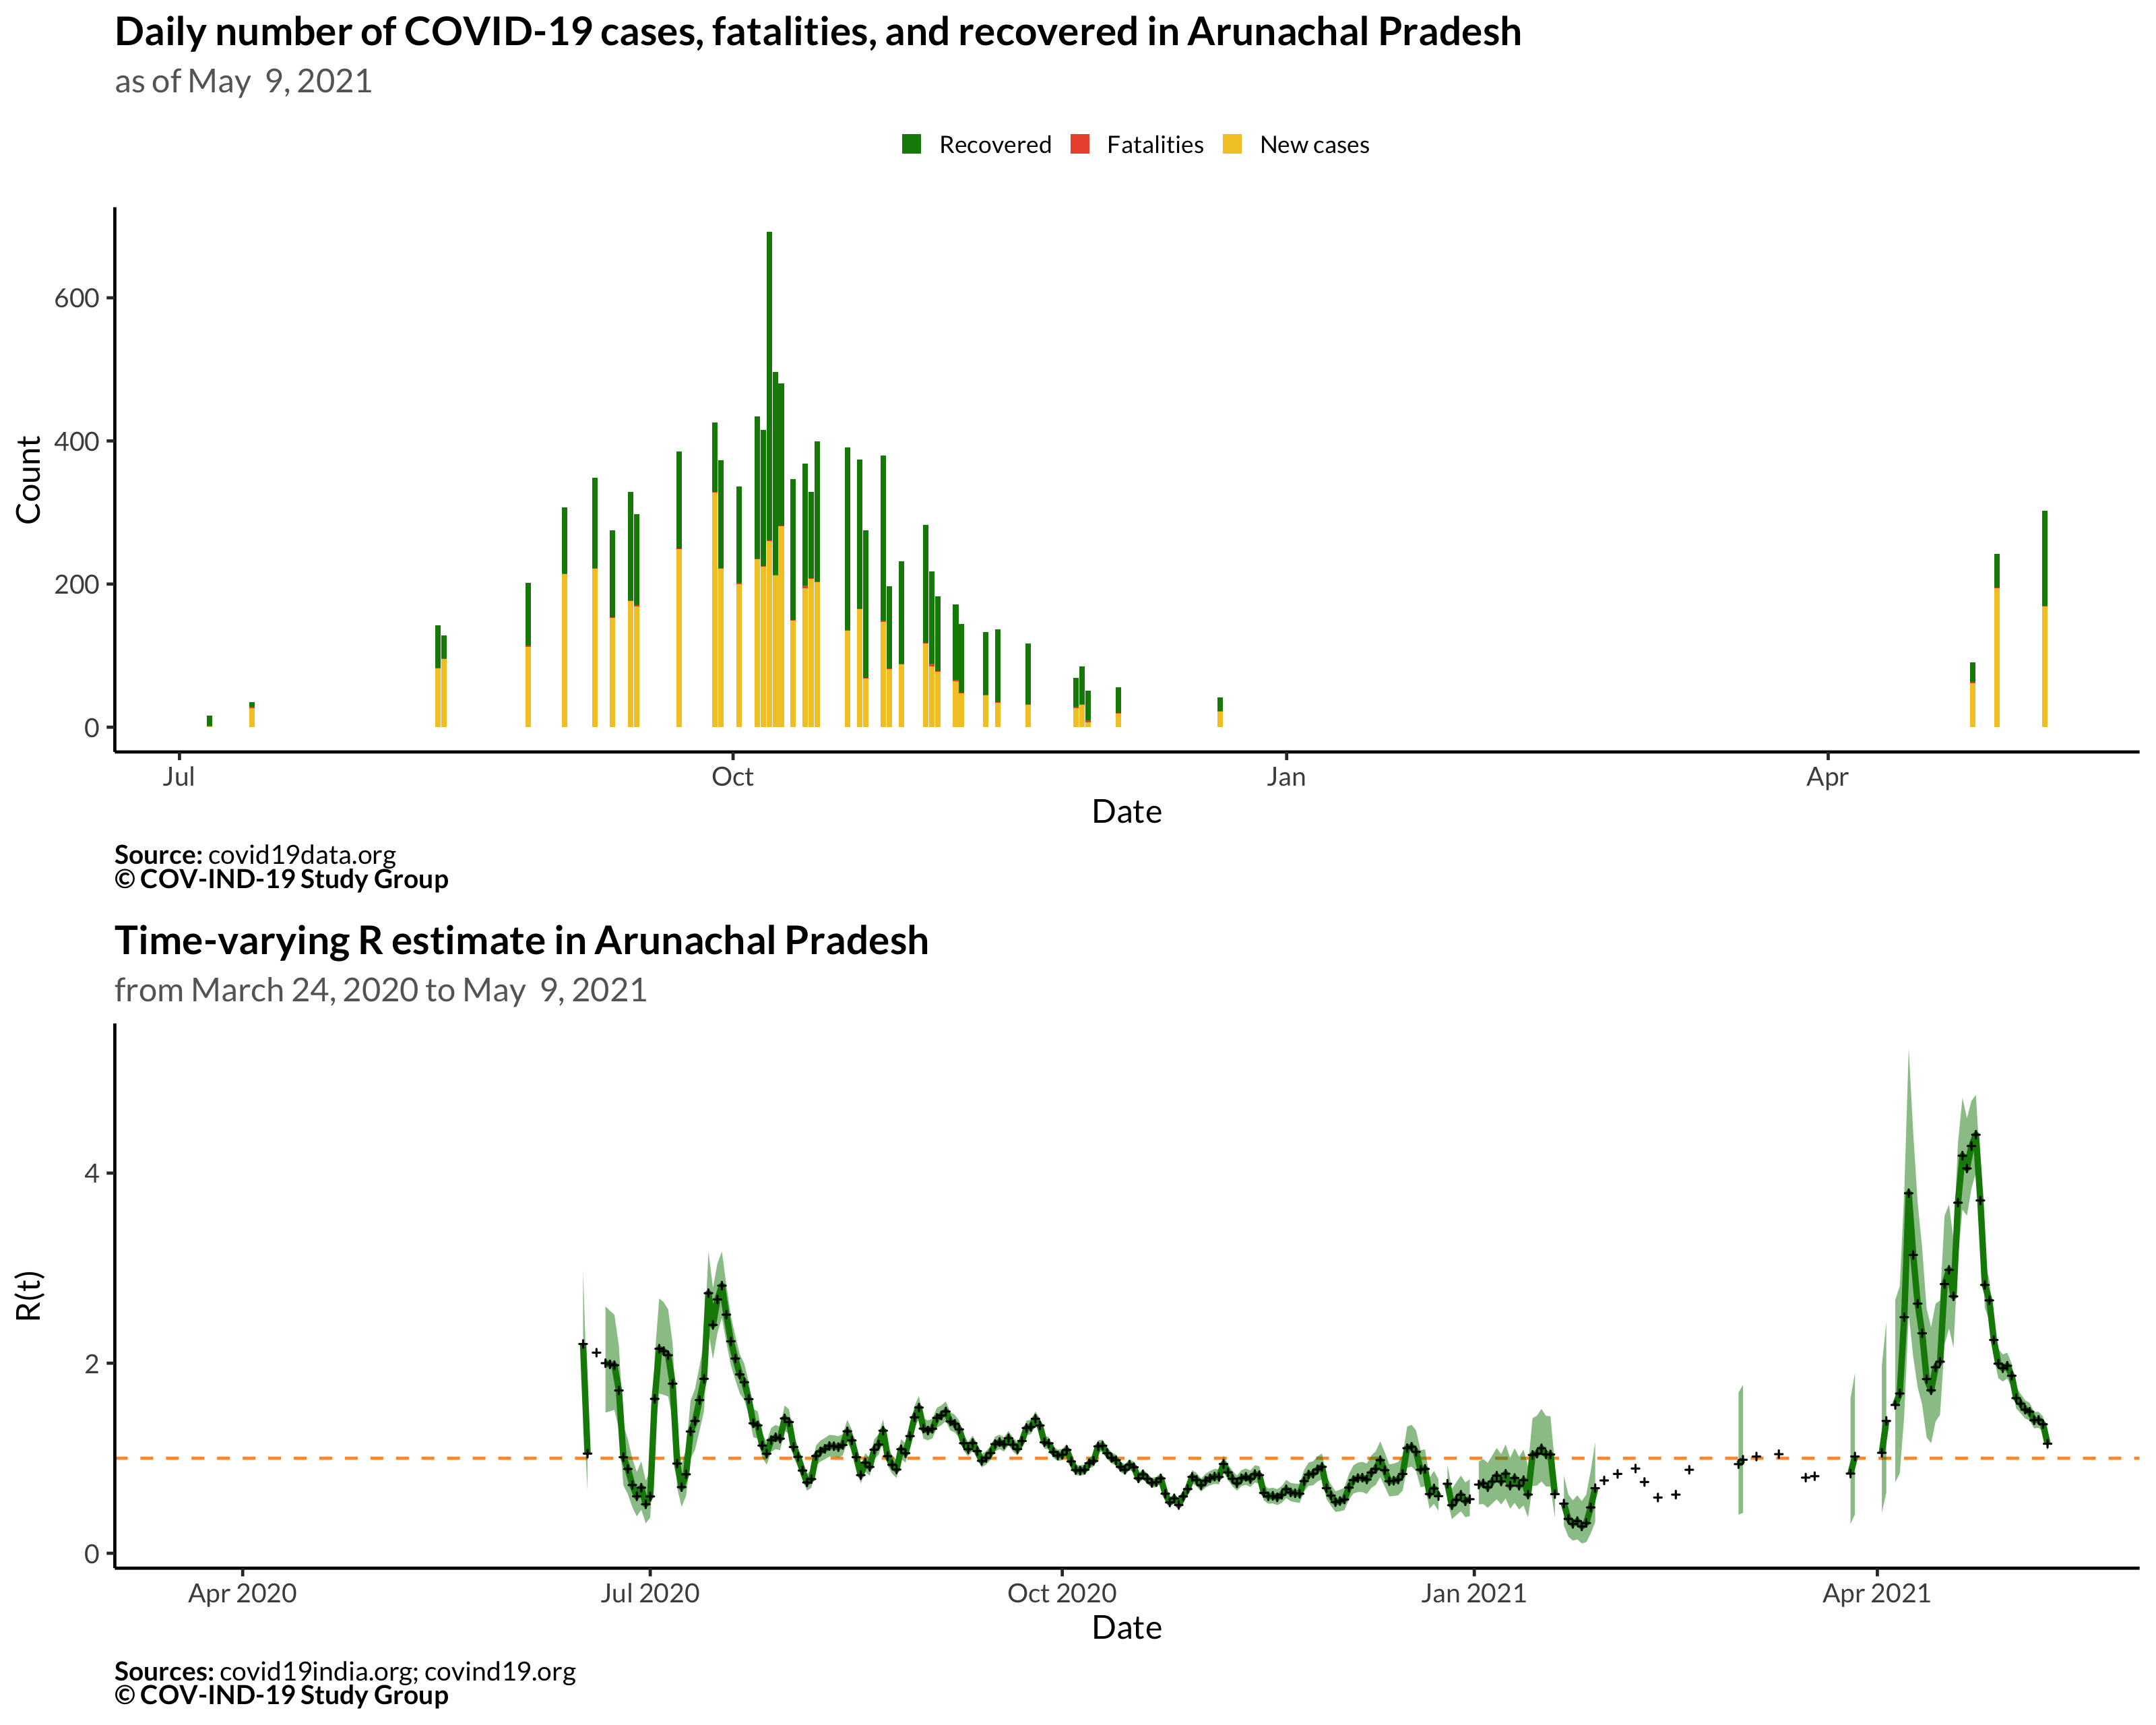 Daily number of COVID-19 cases, fatalities, and recovered in Arunachal Pradesh
as of May  9, 2021
Recovered Fatalities New cases
600
400
200
0
Count
Jul Oct Jan Apr
Date
Source: covid19data.org
© COV-IND-19 Study Group
Time-varying R estimate in Arunachal Pradesh
from March 24, 2020 to May  9, 2021
4
2
0
R(t)
Apr 2020 Jul 2020 Oct 2020 Jan 2021 Apr 2021
Date
Sources: covid19india.org; covind19.org
© COV-IND-19 Study Group